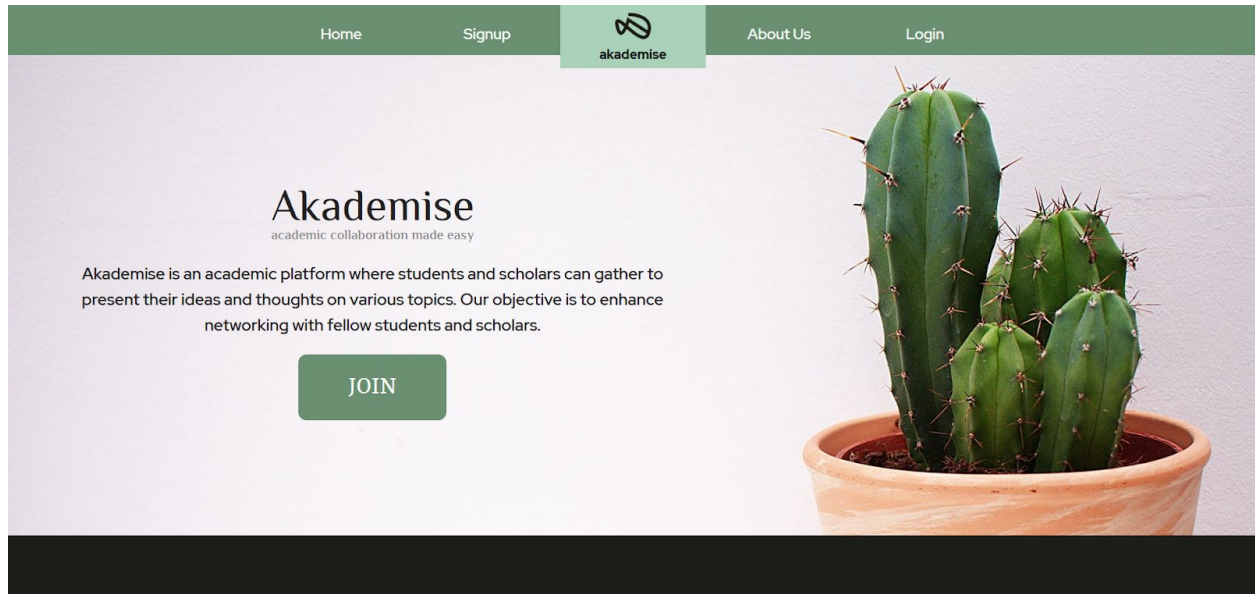 Home
Signup
akademise
About Us
Login
Akademise
academic collaboration made easy
Akademise is an academic platform where students and scholars can gather to
present their ideas and thoughts on various topics. Our objective is to enhance
networking with fellow students and scholars.
JOIN